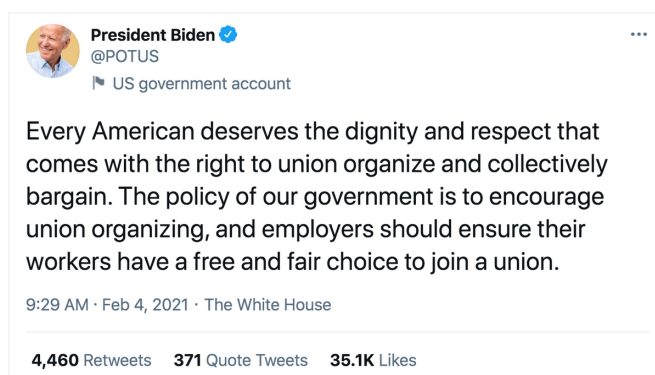 President Biden
@POTUS
US government account
Every American deserves the dignity and respect that
comes with the right to union organize and collectively
bargain. The policy of our government is to encourage
union organizing, and employers should ensure their
workers have a free and fair choice to join a union.
9:29 AM · Feb 4, 2021 · The White House
4,460 Retweets 371 Quote Tweets 35.1K Likes